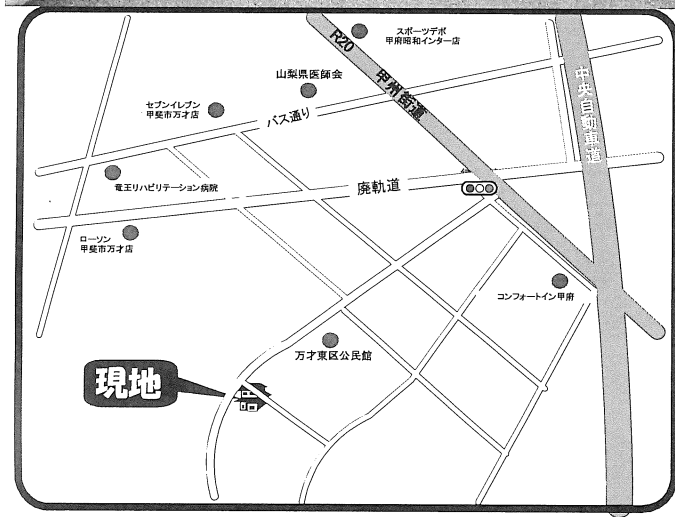 スポーツデポ
甲府昭和インター店
R20
甲州街道
山梨県医師会
中央自動車道
セブンイレブン
甲斐市万才店
バス通り
竜王リハビリテーション病院
廃軌道
ローソン
甲斐市万才店
コンフォートイン甲府
万才東区公民館
現地